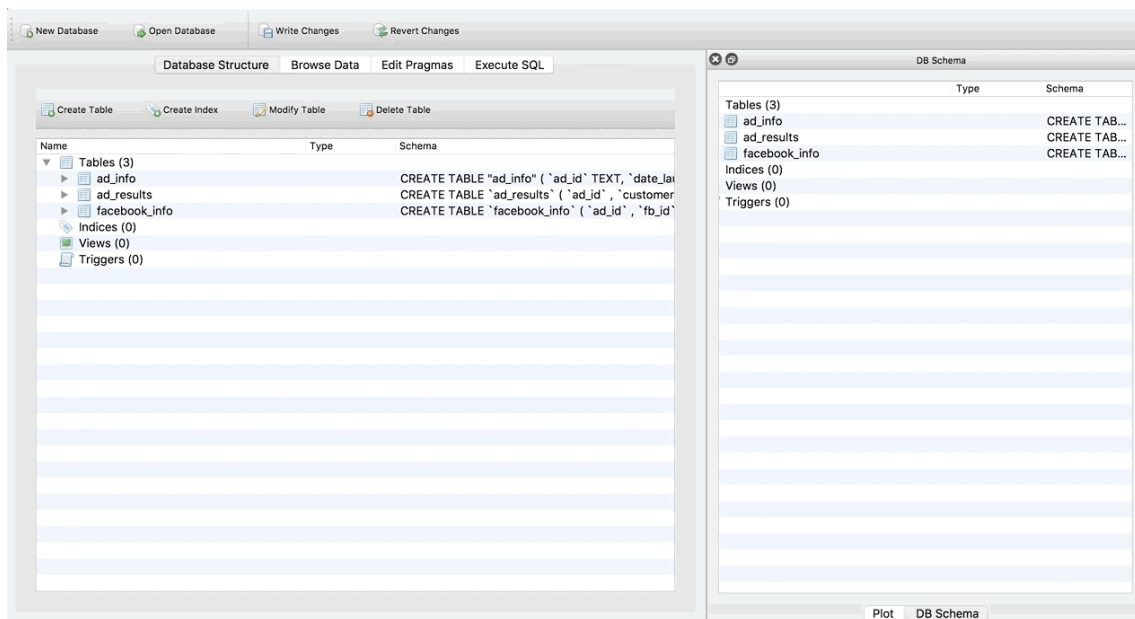 New Database Open Database Write Changes Revert Changes
Database Structure Browse Data Edit Pragmas Execute SQL
Create Table Create Index Modify Table Delete Table
Name Type Schema
Tables (3)
ad_info CREATE TABLE "ad_info" ( `ad_id` TEXT, `date_lau
ad_results CREATE TABLE `ad_results` ( `ad_id` , `customer
facebook_info CREATE TABLE `facebook_info` ( `ad_id` , `fb_id`
Indices (0)
Views (0)
Triggers (0)
DB Schema
Type Schema
Tables (3)
ad_info CREATE TAB...
ad_results CREATE TAB...
facebook_info CREATE TAB...
Indices (0)
Views (0)
Triggers (0)
Plot DB Schema